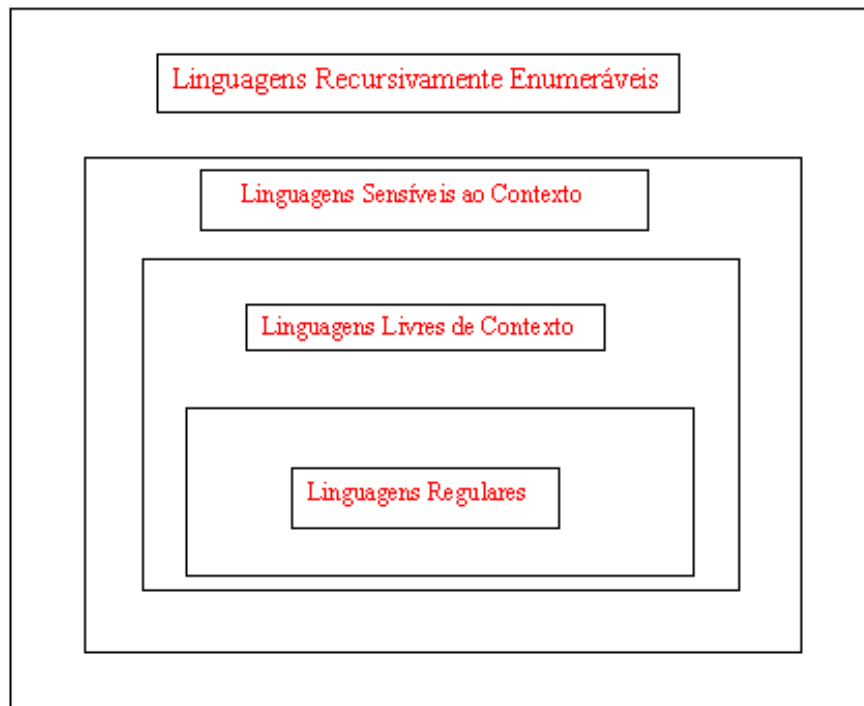 Linguagens Recursivamente Enumeráveis
Linguagens Sensíveis ao Contexto
Linguagens Livres de Contexto
Linguagens Regulares